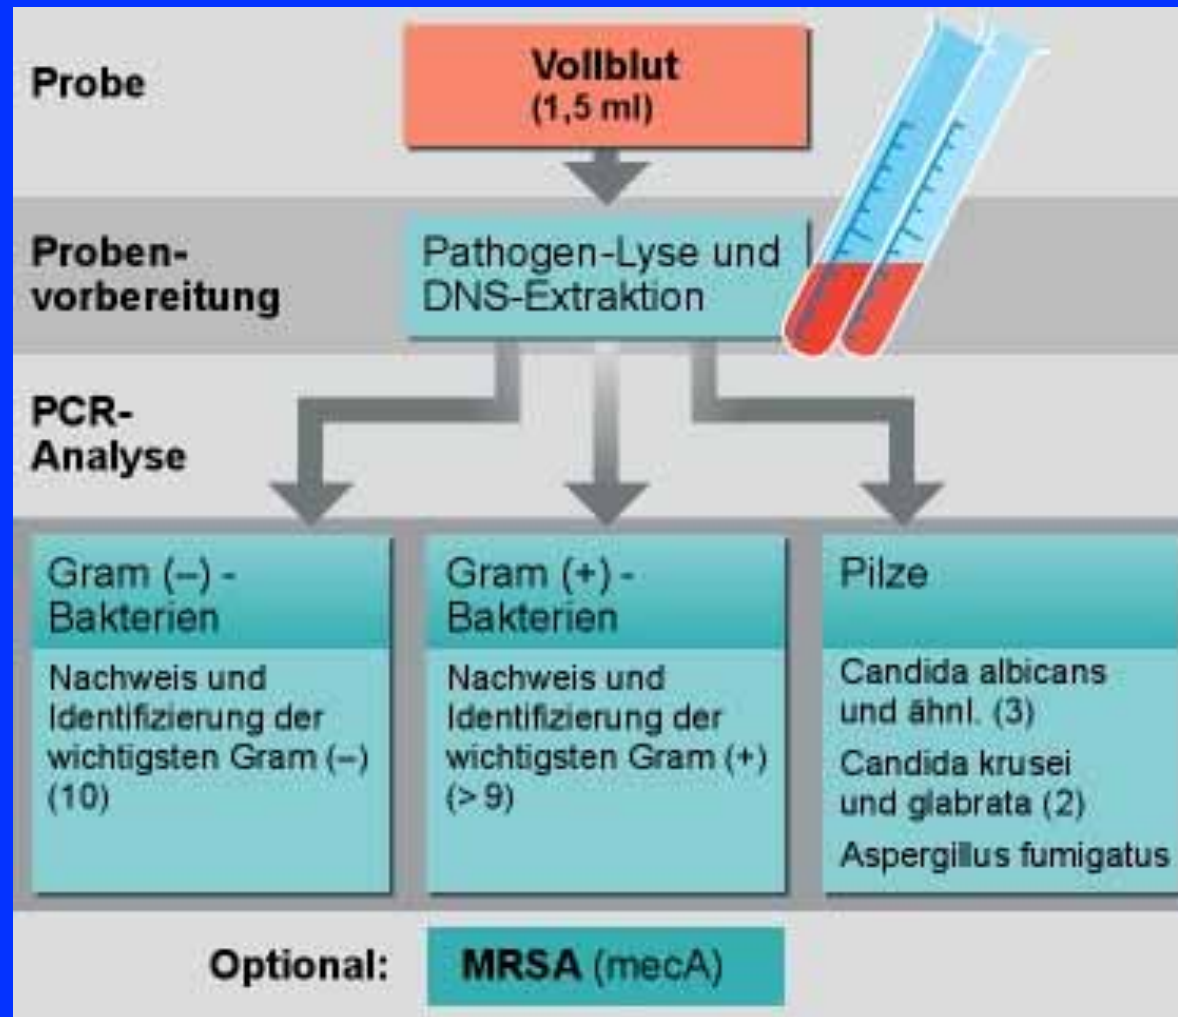 Probe
Vollblut
(1,5 ml)
Proben-
vorbereitung
Pathogen-Lyse und
DNS-Extraktion
PCR-
Analyse
Gram (–) -
Bakterien
Nachweis und
Identifizierung der
wichtigsten Gram (–)
(10)
Gram (+) -
Bakterien
Nachweis und
Identifizierung der
wichtigsten Gram (+)
(> 9)
Pilze
Candida albicans
und ähnl. (3)
Candida krusei
und glabrata (2)
Aspergillus fumigatus
Optional:
MRSA (mecA)